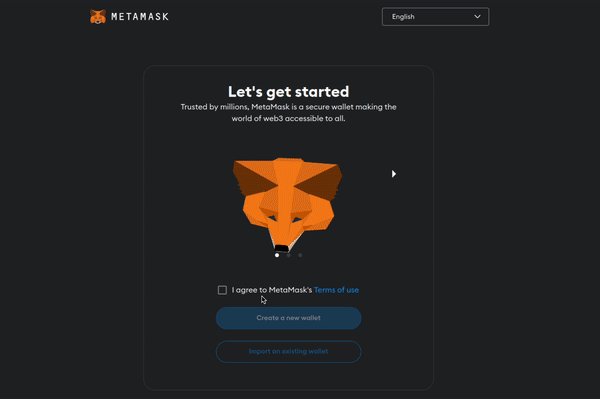 METAMASK
English
Let's get started
Trusted by millions, MetaMask is a secure wallet making the
world of web3 accessible to all.
I agree to MetaMask's Terms of use
Create a new wallet
Import an existing wallet